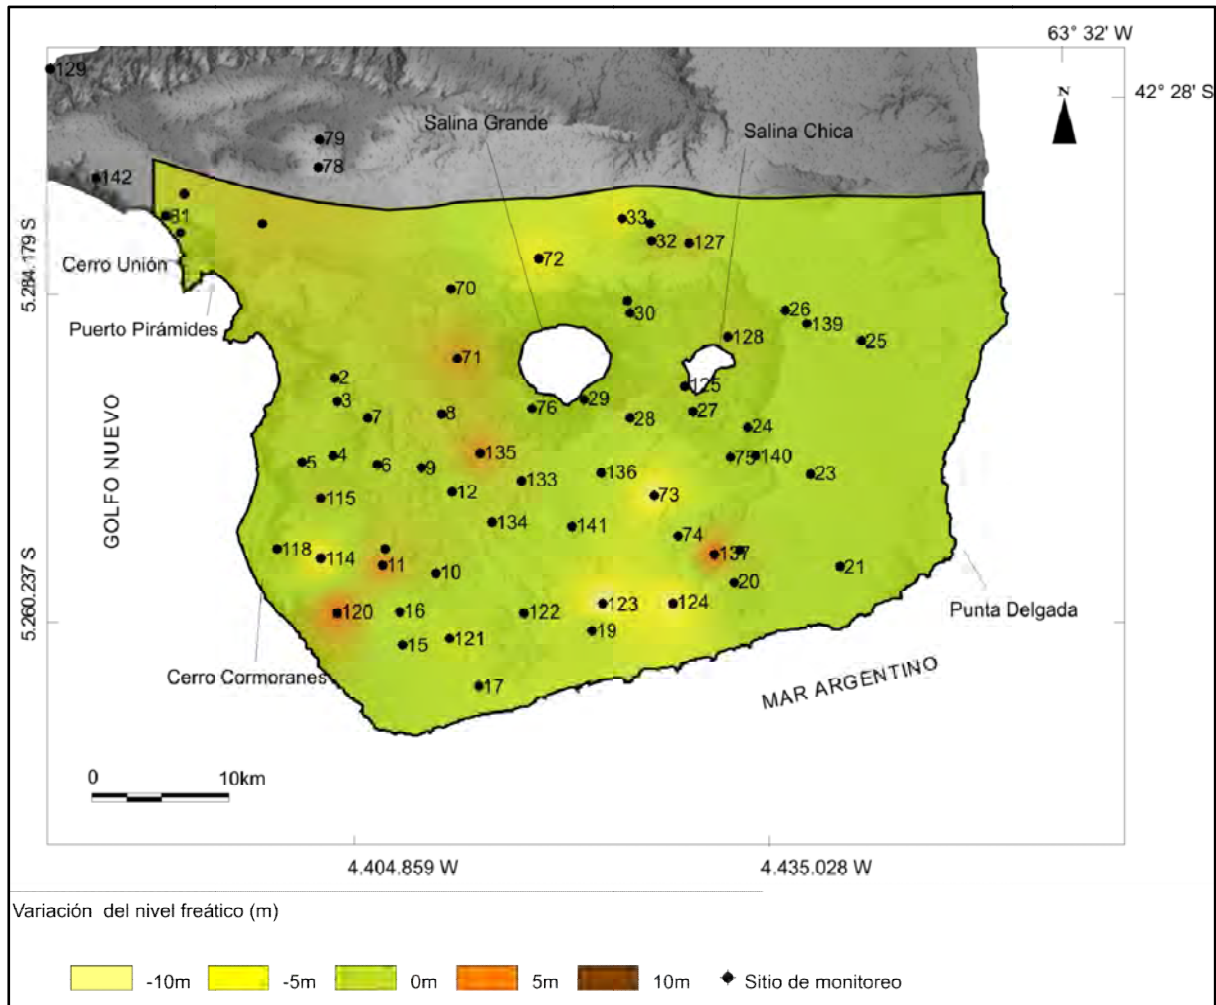 63° 32' W
129
42° 28' S
N
Salina Grande
Salina Chica
79
78
142
31
33
32
127
Cerro Unión
72
5.284.179 S
70
30
26
139
Puerto Pirámides
128
25
71
2
125
3
29
76
27
7
8
28
24
GOLFO NUEVO
135
4
75
140
5
6
9
136
23
133
12
73
115
134
141
74
118
137
114
11
10
20
21
5.260.237 S
123
124
120
16
122
Punta Delgada
19
121
15
Cerro Cormoranes
17
MAR ARGENTINO
0 10km
4.404.859 W
4.435.028 W
Variación del nivel freático (m)
-10m
-5m
0m
5m
10m
Sitio de monitoreo